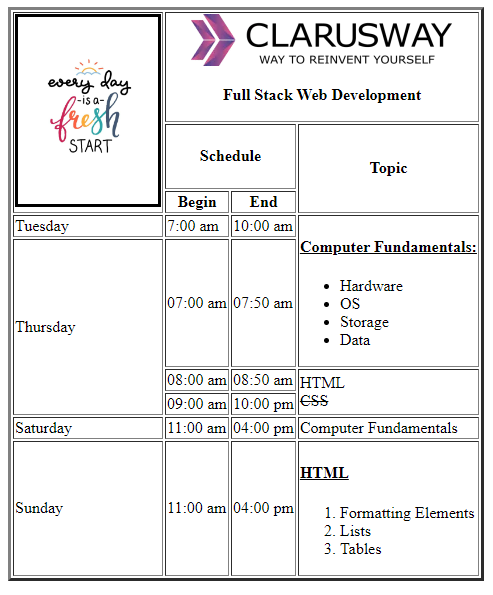 every day
-is a-
fresh
START
CLARUSWAY
WAY TO REINVENT YOURSELF
Full Stack Web Development
Schedule
Topic
Begin
End
Tuesday
7:00 am
10:00 am
Computer Fundamentals:
• Hardware
• OS
• Storage
• Data
Thursday
07:00 am
07:50 am
08:00 am
08:50 am
HTML
CSS
09:00 am
10:00 pm
Saturday
11:00 am
04:00 pm
Computer Fundamentals
Sunday
11:00 am
04:00 pm
HTML
1. Formatting Elements
2. Lists
3. Tables